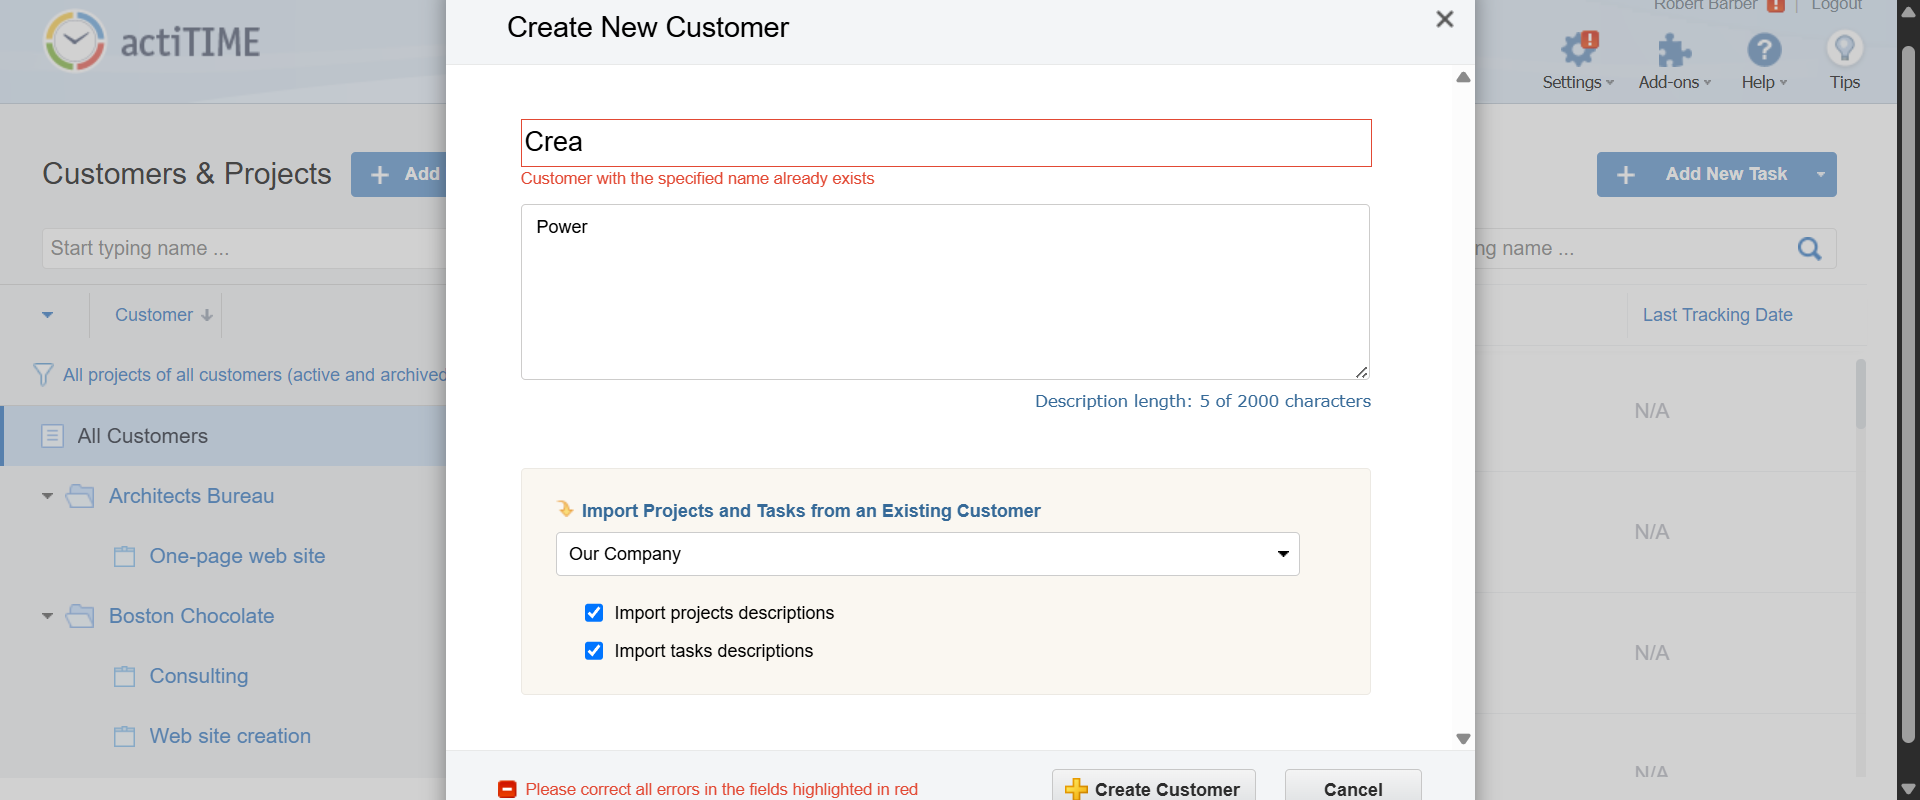 Create New Customer
Robert Barber | Logout
actiTIME
Settings
Add-ons
Help
Tips
Crea
Customer with the specified name already exists
Customers & Projects
Add
Add New Task
Power
Start typing name ...
ng name ...
Customer
Last Tracking Date
All projects of all customers (active and archived
Description length: 5 of 2000 characters
N/A
All Customers
Architects Bureau
Import Projects and Tasks from an Existing Customer
N/A
One-page web site
Our Company
Boston Chocolate
Import projects descriptions
Import tasks descriptions
N/A
Consulting
Web site creation
N/A
Please correct all errors in the fields highlighted in red
Create Customer
Cancel